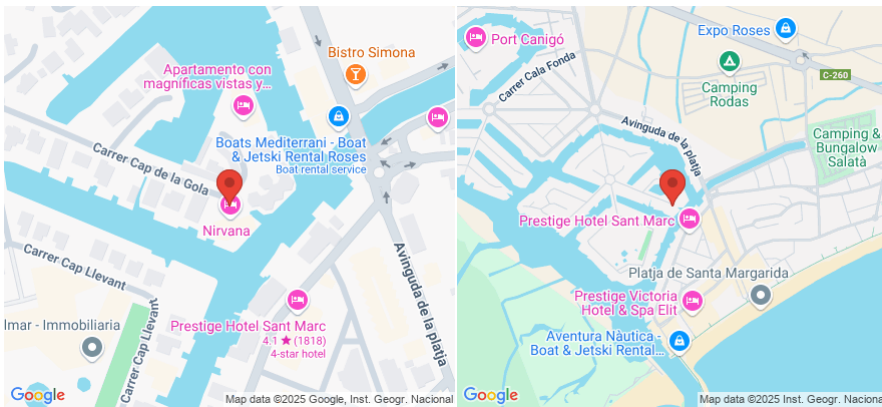 Bistro Simona
Apartamento con
magníficas vistas y...
Boats Mediterrani - Boat
& Jetski Rental Roses
Boat rental service
Carrer Cap de la Gola
Nirvana
Carrer Cap Llevant
Carrer Cap Llevant
Avinguda de la platja
lmar - Immobiliaria
Prestige Hotel Sant Marc
4.1 ★ (1818)
4-star hotel
Google
Map data ©2025 Google, Inst. Geogr. Nacional
Port Canigó
Expo Roses
Carrer Cala Fonda
C-260
Camping
Rodas
Avinguda de la platja
Camping &
Bungalow
Salatà
Prestige Hotel Sant Marc
Platja de Santa Margarida
Prestige Victoria
Hotel & Spa Elit
Aventura Nàutica -
Boat & Jetski Rental...
Google
Map data ©2025 Inst. Geogr. Nacional